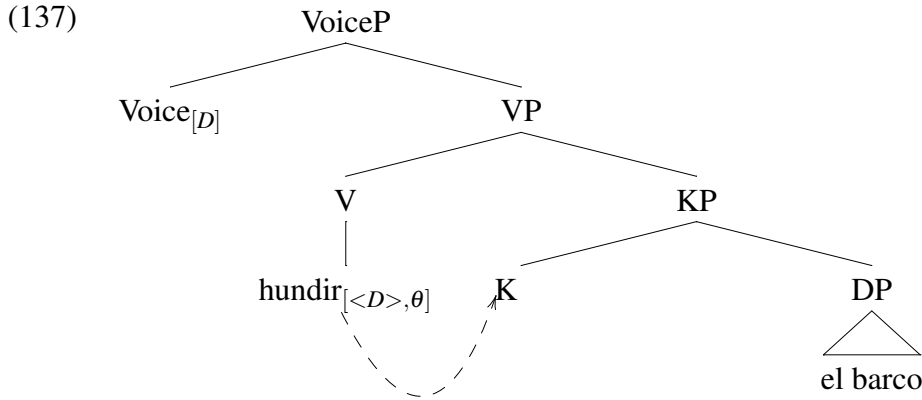 (137) VoiceP
Voice[D] VP
V KP
hundir[<D>,θ] K DP
el barco